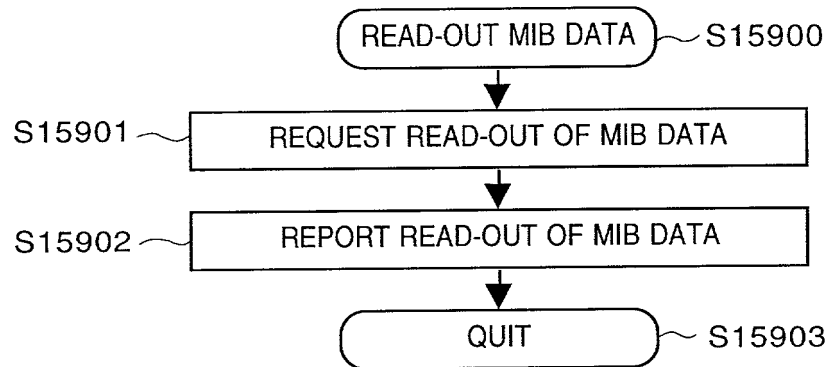 READ-OUT MIB DATA S15900
S15901 REQUEST READ-OUT OF MIB DATA
S15902 REPORT READ-OUT OF MIB DATA
QUIT S15903